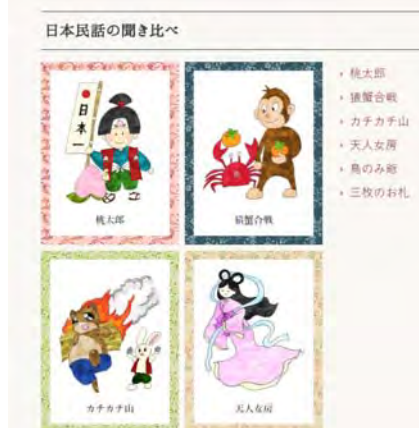 日本民話の聞き比べ
日本一
桃太郎
猿蟹合戦
カチカチ山
天人女房
桃太郎
猿蟹合戦
カチカチ山
天人女房
鳥のみ爺
三枚のお札